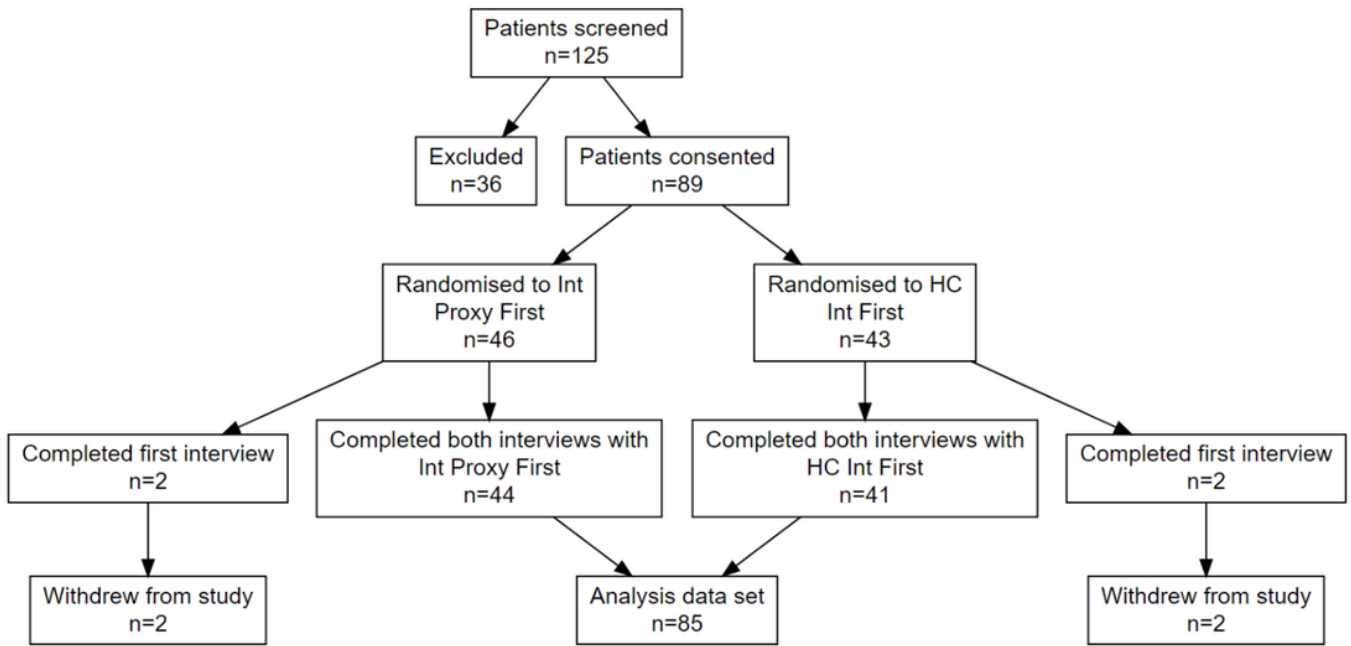 Patients screened
n=125
Excluded
n=36
Patients consented
n=89
Randomised to Int
Proxy First
n=46
Randomised to HC
Int First
n=43
Completed first interview
n=2
Completed both interviews with
Int Proxy First
n=44
Completed both interviews with
HC Int First
n=41
Completed first interview
n=2
Withdrew from study
n=2
Analysis data set
n=85
Withdrew from study
n=2